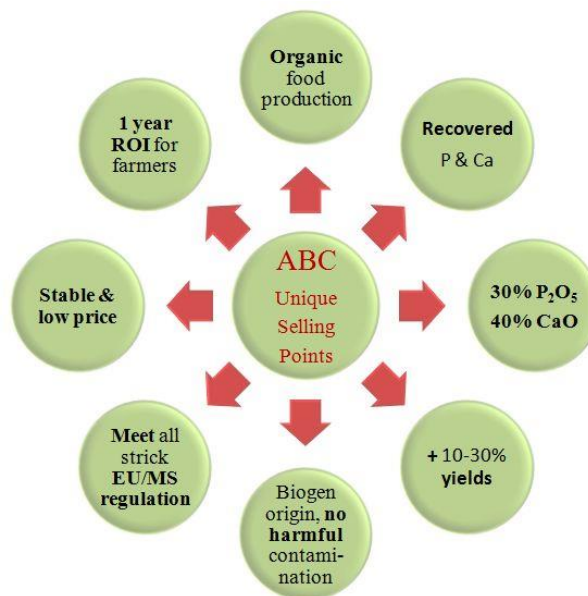 ABC
Unique
Selling
Points
Organic
food
production
Recovered
P & Ca
30% P₂O₅
40% CaO
+ 10-30%
yields
Biogen
origin, no
harmful
contami-
nation
Meet all
strick
EU/MS
regulation
Stable &
low price
1 year
ROI for
farmers